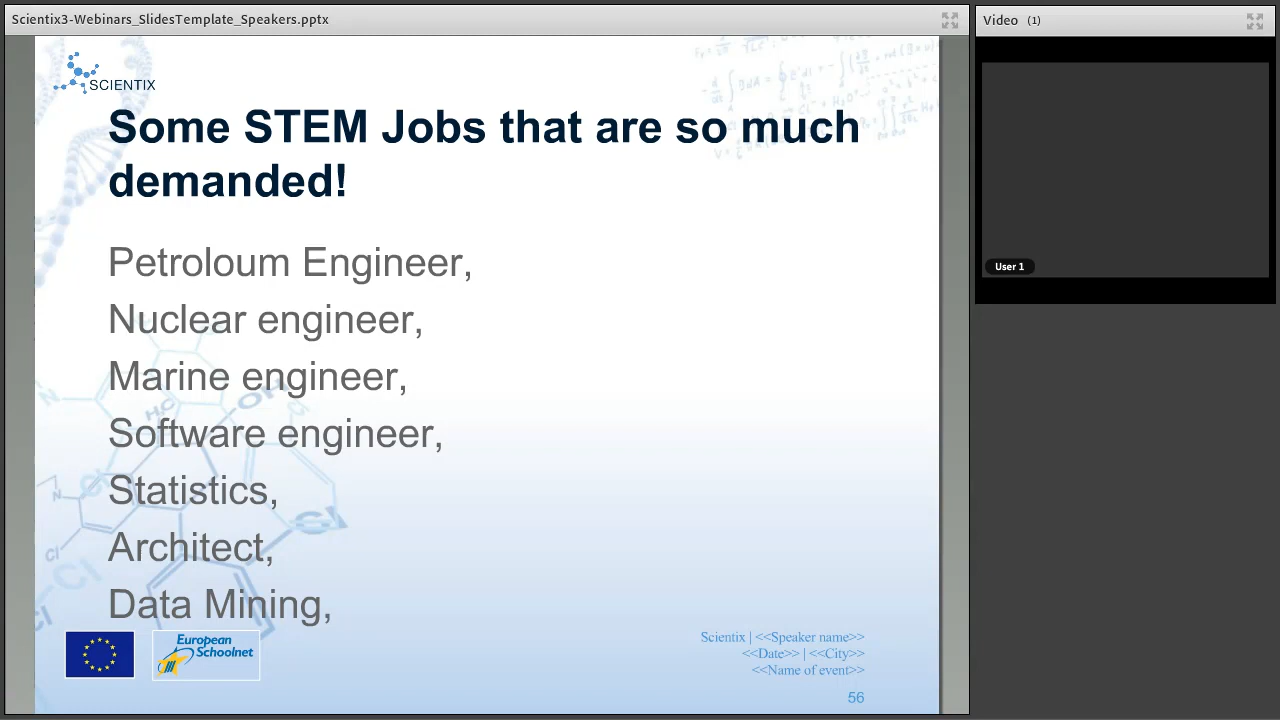 Scientix3-Webinars_SlidesTemplate_Speakers.pptx
Video (1)
SCIENTIX
Some STEM Jobs that are so much
demanded!
Petroloum Engineer,
Nuclear engineer,
Marine engineer,
Software engineer,
Statistics,
Architect,
Data Mining,
User 1
European
Schoolnet
Scientix | <<Speaker name>>
<<Date>> | <<City>>
<<Name of event>>
56